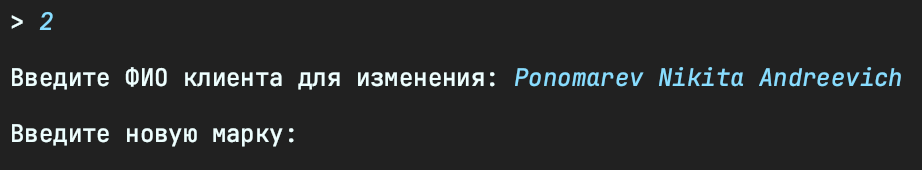 > 2
Введите ФИО клиента для изменения: Ponomarev Nikita Andreevich
Введите новую марку: